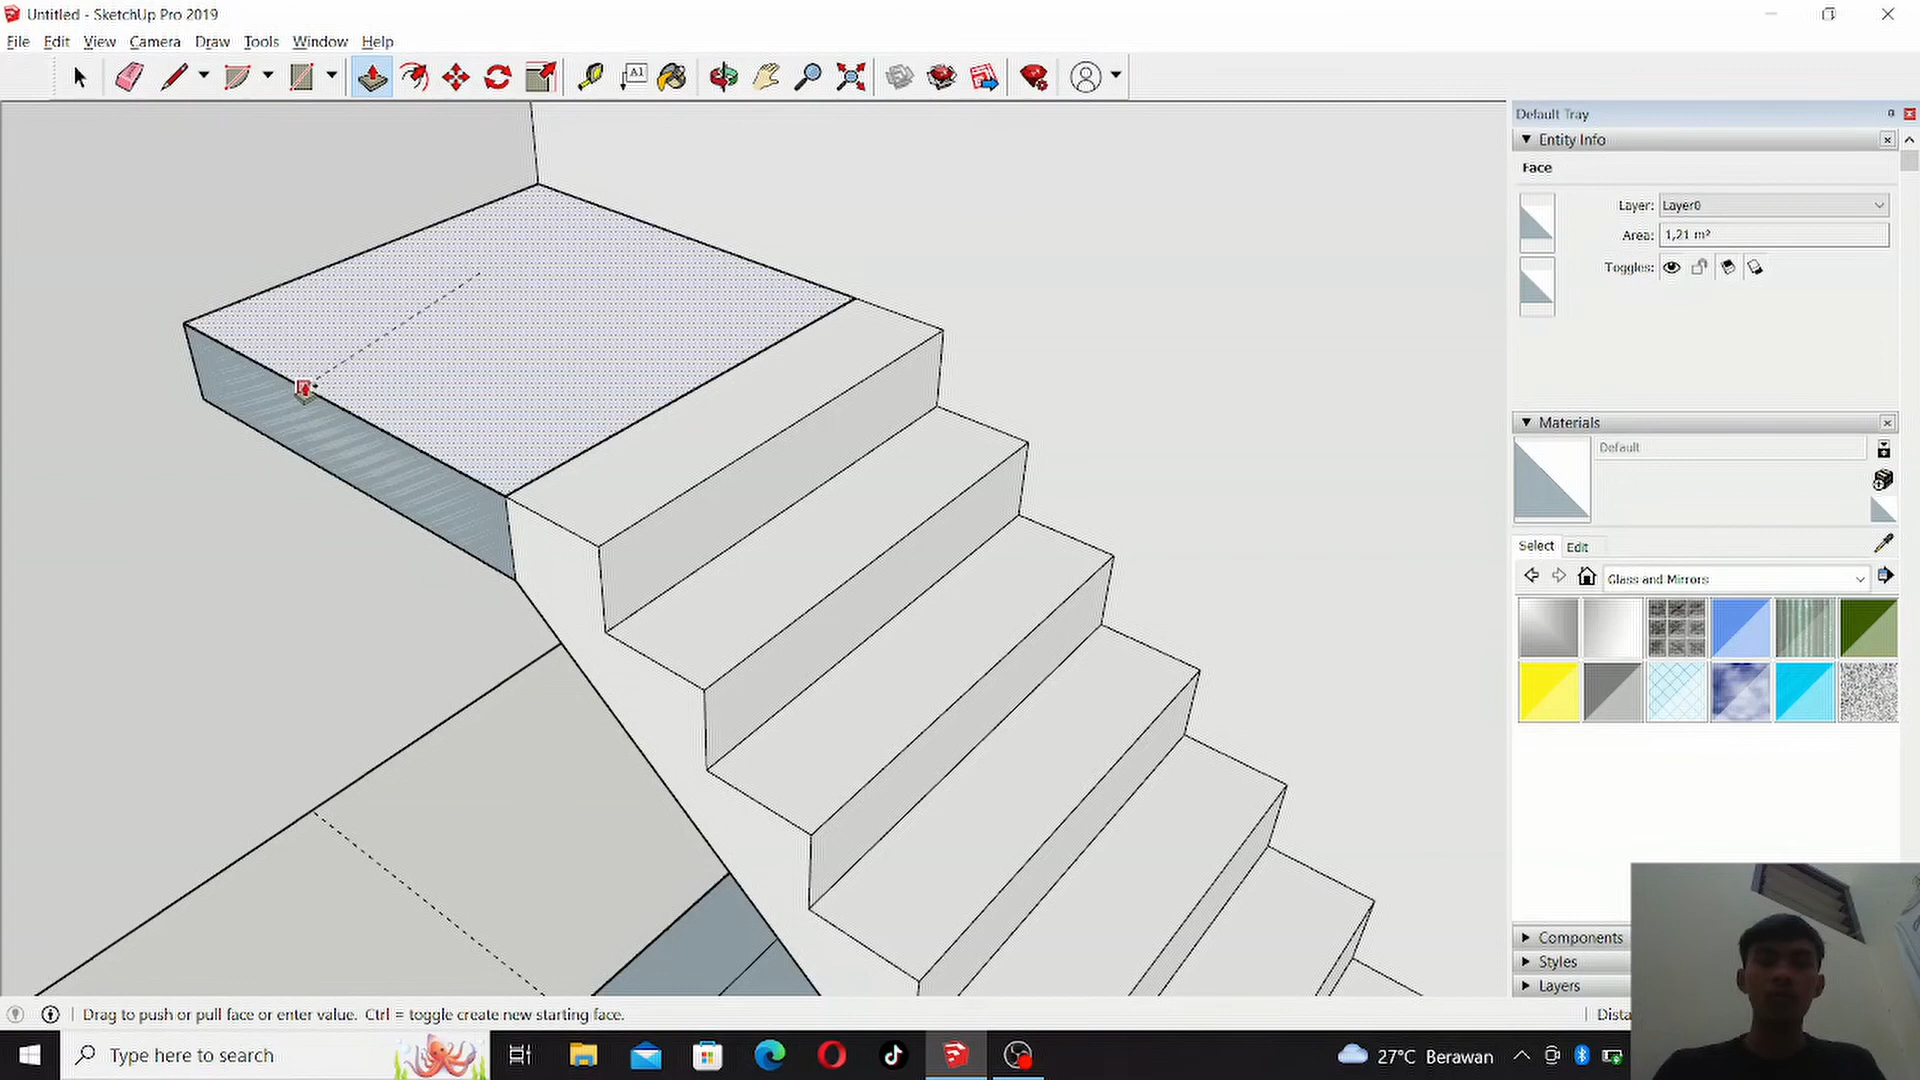 Untitled - SketchUp Pro 2019
File Edit View Camera Draw Tools Window Help
A1
Default Tray
Entity Info
Face
Layer: Layer0
Area: 1,21 m²
Toggles:
Materials
Default
Select Edit
Glass and Mirrors
Components
Styles
Layers
Drag to push or pull face or enter value. Ctrl = toggle create new starting face.
Dista
Type here to search
27°C Berawan